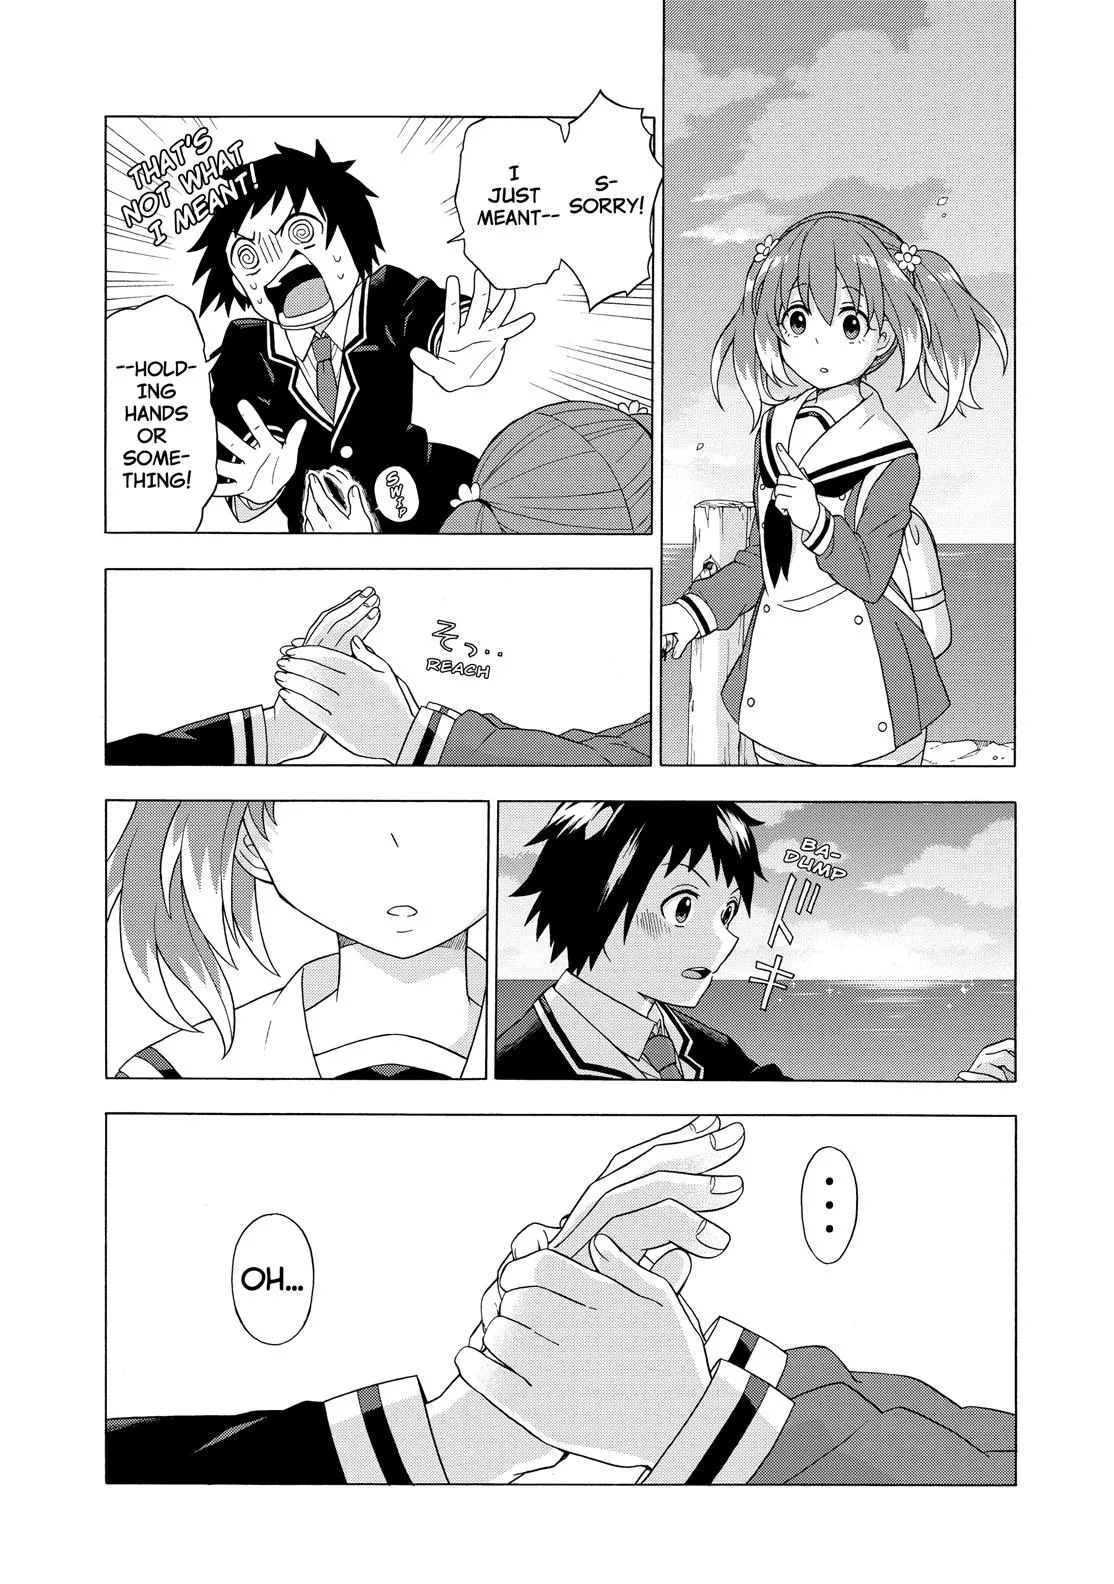 S-
SORRY!
I
JUST
MEANT--
THAT'S
NOT WHAT
I MEANT!
--HOLD-
ING
HANDS
OR
SOME-
THING!
SWIP
そっ・・
REACH
BA-
DUMP
ドキ
...
OH...